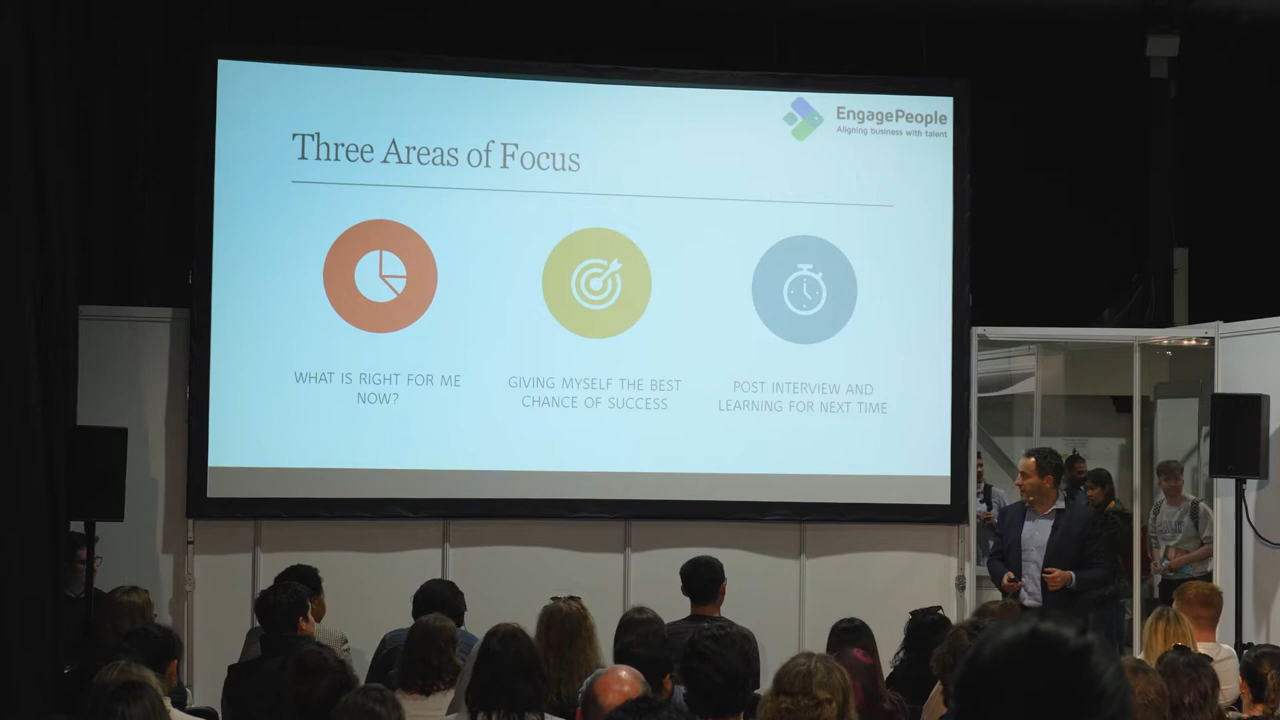 EngagePeople
Aligning business with talent
Three Areas of Focus
WHAT IS RIGHT FOR ME
NOW?
GIVING MYSELF THE BEST
CHANCE OF SUCCESS
POST INTERVIEW AND
LEARNING FOR NEXT TIME